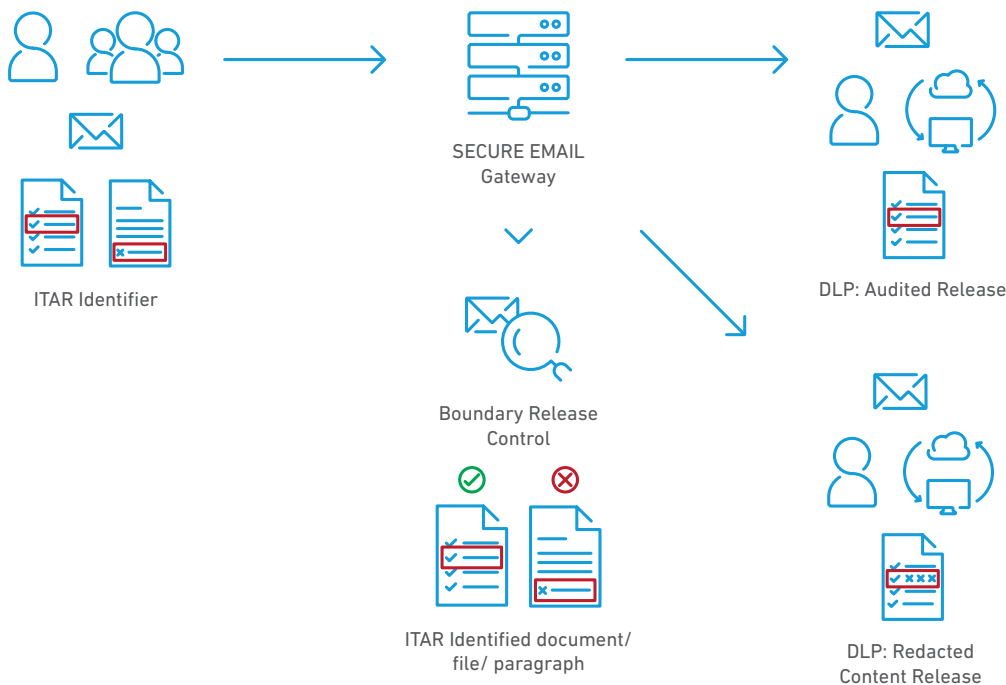 SECURE EMAIL
Gateway
ITAR Identifier
DLP: Audited Release
Boundary Release
Control
ITAR Identified document/
file/ paragraph
DLP: Redacted
Content Release